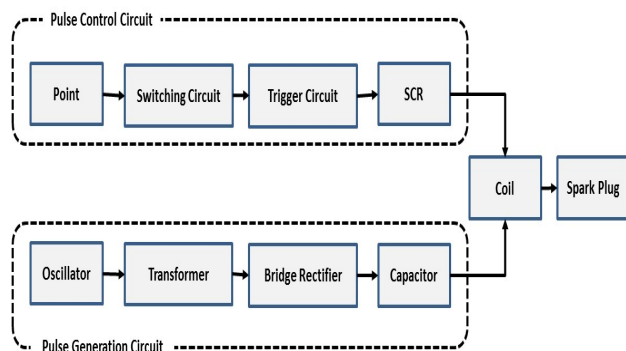 Pulse Control Circuit
Point
Switching Circuit
Trigger Circuit
SCR
Coil
Spark Plug
Oscillator
Transformer
Bridge Rectifier
Capacitor
Pulse Generation Circuit